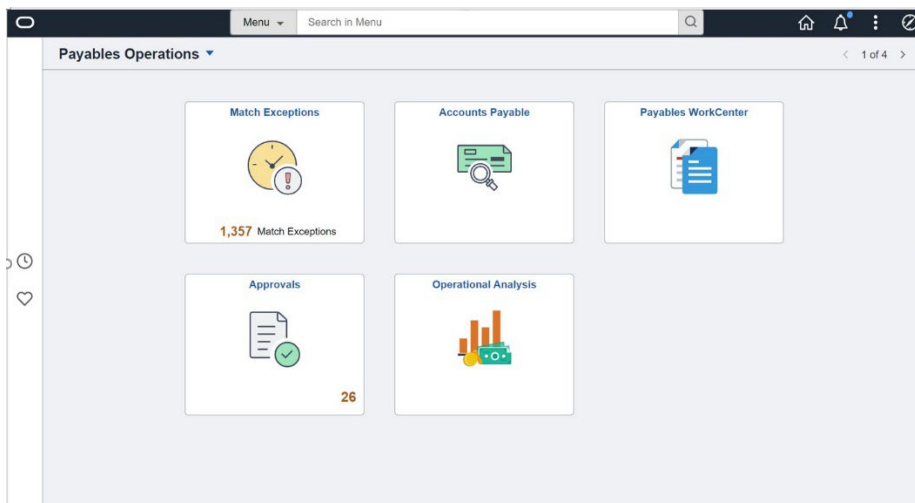 Menu Search in Menu
Payables Operations 1 of 4
Match Exceptions Accounts Payable Payables WorkCenter
1,357 Match Exceptions
Approvals Operational Analysis
26